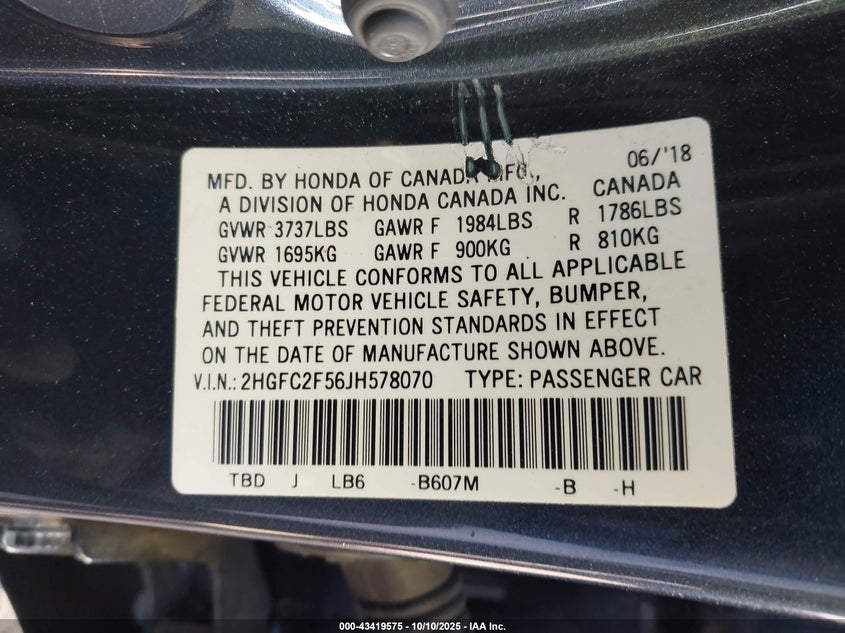 06/'18
MFD. BY HONDA OF CANADA MFG.,
CANADA
A DIVISION OF HONDA CANADA INC.
GVWR 3737LBS GAWR F 1984LBS R 1786LBS
GVWR 1695KG GAWR F 900KG R 810KG
THIS VEHICLE CONFORMS TO ALL APPLICABLE
FEDERAL MOTOR VEHICLE SAFETY, BUMPER,
AND THEFT PREVENTION STANDARDS IN EFFECT
ON THE DATE OF MANUFACTURE SHOWN ABOVE.
V.I.N.: 2HGFC2F56JH578070 TYPE: PASSENGER CAR
TBD J LB6 -B607M -B -H
000-43419575 - 10/10/2025 - IAA Inc.